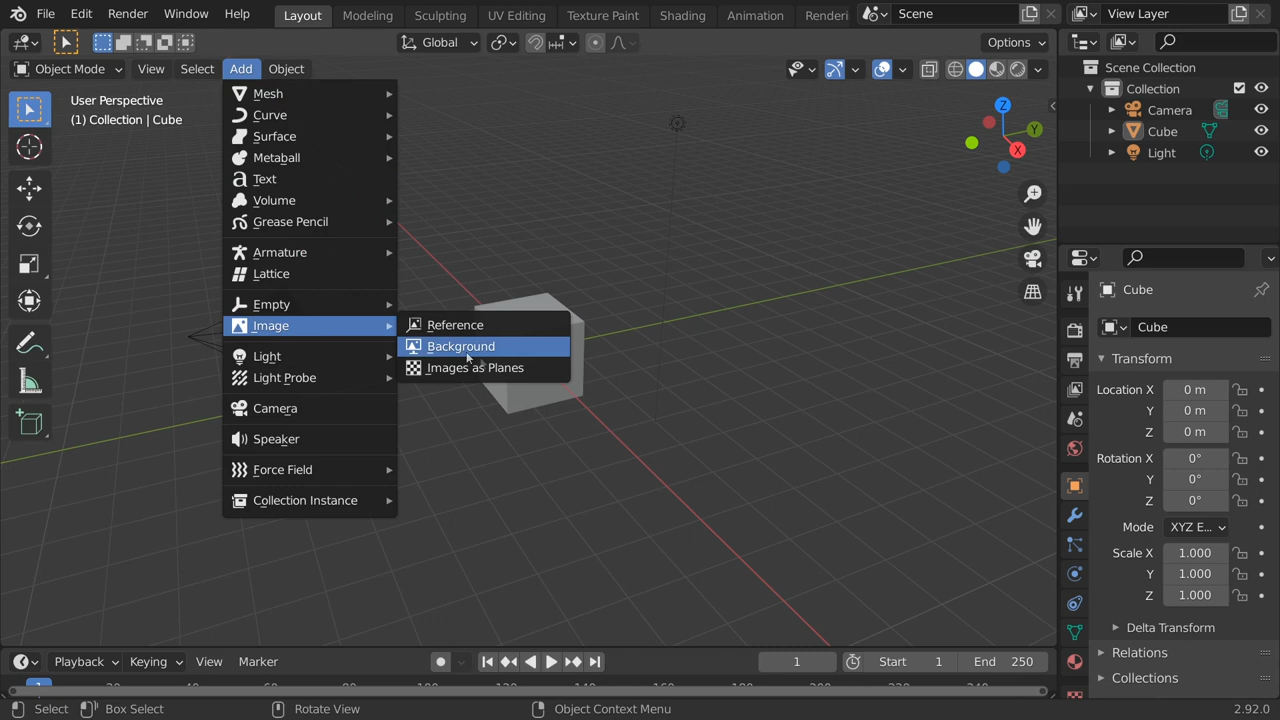 File Edit Render Window Help Layout Modeling Sculpting UV Editing Texture Paint Shading Animation Renderi Scene View Layer
Global Options
Object Mode View Select Add Object
User Perspective
(1) Collection | Cube
Mesh
Curve
Surface
Metaball
Text
Volume
Grease Pencil
Armature
Lattice
Empty
Image
Light
Light Probe
Camera
Speaker
Force Field
Collection Instance
Reference
Background
Images as Planes
Z
Y
X
Scene Collection
Collection
Camera
Cube
Light
Cube
Cube
Transform
Location X 0 m
Y 0 m
Z 0 m
Rotation X 0°
Y 0°
Z 0°
Mode XYZ E...
Scale X 1.000
Y 1.000
Z 1.000
Delta Transform
Relations
Collections
Playback Keying View Marker 1 Start 1 End 250
1
Select Box Select Rotate View Object Context Menu 2.92.0